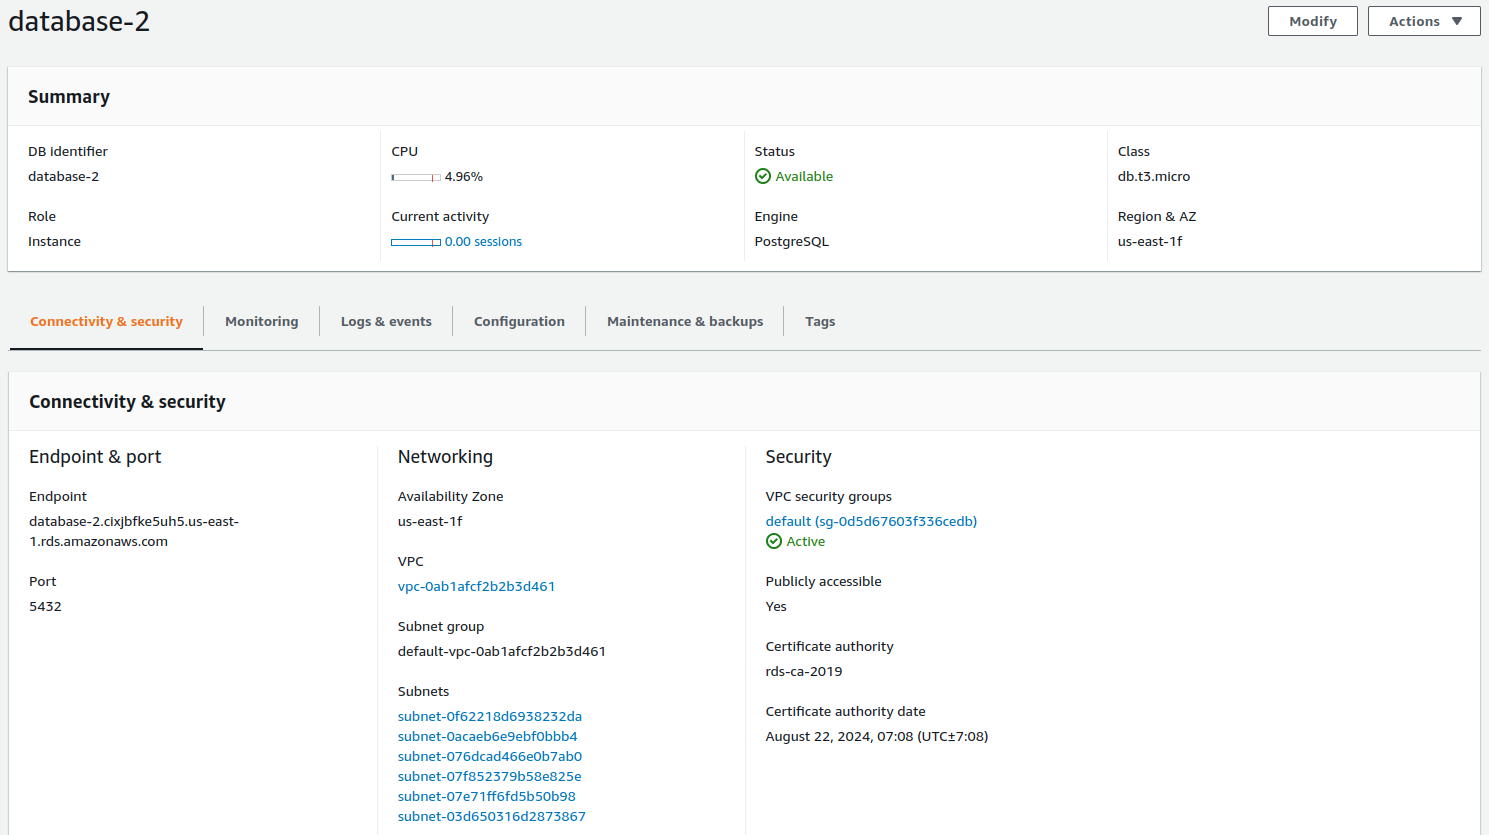 database-2
Modify
Actions
Summary
DB identifier
database-2
CPU
4.96%
Status
Available
Class
db.t3.micro
Role
Instance
Current activity
0.00 sessions
Engine
PostgreSQL
Region & AZ
us-east-1f
Connectivity & security
Monitoring
Logs & events
Configuration
Maintenance & backups
Tags
Connectivity & security
Endpoint & port
Endpoint
database-2.cixjbfke5uh5.us-east-
1.rds.amazonaws.com
Port
5432
Networking
Availability Zone
us-east-1f
VPC
vpc-0ab1afcf2b2b3d461
Subnet group
default-vpc-0ab1afcf2b2b3d461
Subnets
subnet-0f62218d6938232da
subnet-0acaeb6e9ebf0bbb4
subnet-076dcad466e0b7ab0
subnet-07f852379b58e825e
subnet-07e71ff6fd5b50b98
subnet-03d650316d2873867
Security
VPC security groups
default (sg-0d5d67603f336cedb)
Active
Publicly accessible
Yes
Certificate authority
rds-ca-2019
Certificate authority date
August 22, 2024, 07:08 (UTC±7:08)